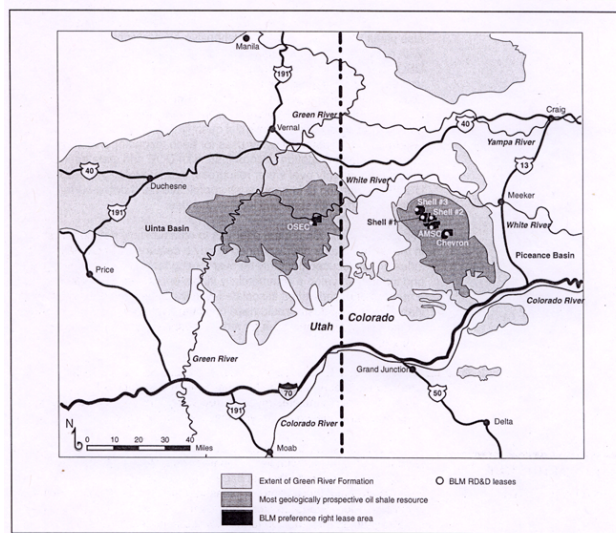 Manila
191
Green River
Vernal
40
Craig
Yampa River
40
13
Duchesne
White River
Meeker
191
Shell #3
Shell #2
Shell #1
White River
OSEC
AMSO
Chevron
Uinta Basin
Piceance Basin
Price
Colorado River
Utah
Colorado
Green River
Grand Junction
70
50
191
Colorado River
Delta
N
0 10 20 30 40
Miles
Moab
Extent of Green River Formation
BLM RD&D leases
Most geologically prospective oil shale resource
BLM preference right lease area